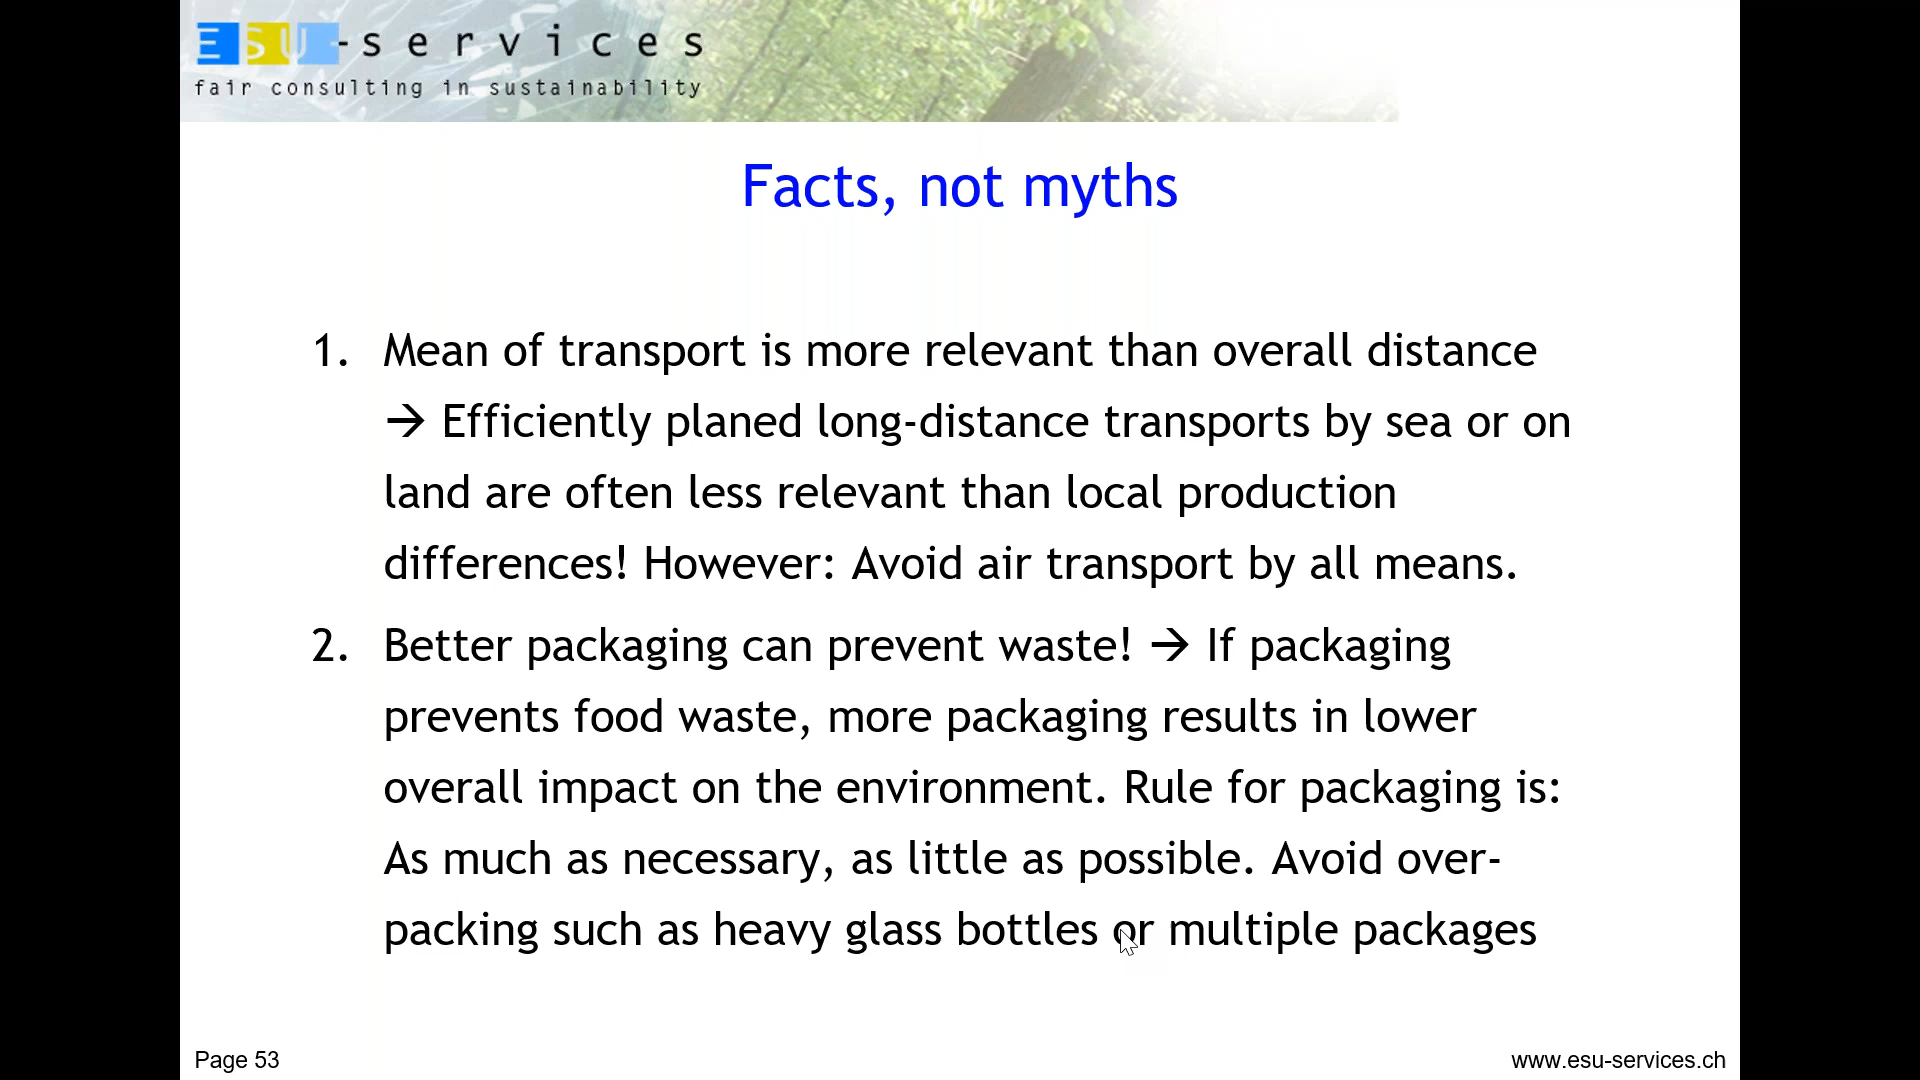 ESU-services
fair consulting in sustainability
Facts, not myths
1. Mean of transport is more relevant than overall distance
→ Efficiently planed long-distance transports by sea or on
land are often less relevant than local production
differences! However: Avoid air transport by all means.
2. Better packaging can prevent waste! → If packaging
prevents food waste, more packaging results in lower
overall impact on the environment. Rule for packaging is:
As much as necessary, as little as possible. Avoid over-
packing such as heavy glass bottles or multiple packages
Page 53
www.esu-services.ch